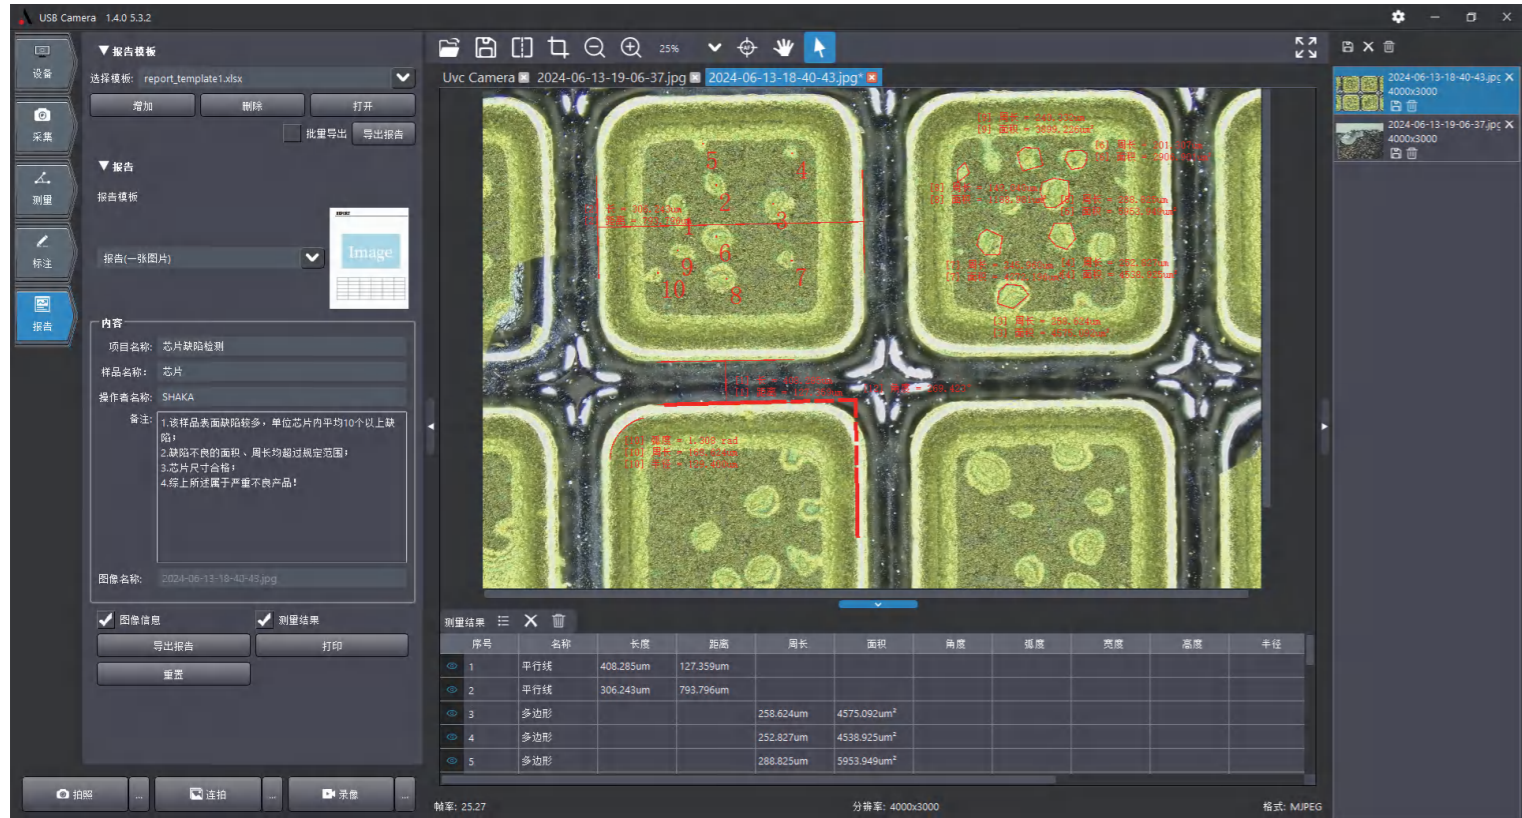 USB Camera 1.4.0 5.3.2
设备
采集
测量
标注
报告
▼报告模板
选择模板: report_template1.xlsx
增加 删除 打开
批量导出 导出报告
▼报告
报告模板
REPORT
Image
报告(一张图片)
内容
项目名称: 芯片缺陷检测
样品名称: 芯片
操作者名称: SHAKA
备注: 1.该样品表面缺陷较多，单位芯片内平均10个以上缺
陷；
2.缺陷不良的面积、周长均超过规定范围；
3.芯片尺寸合格；
4.综上所述属于严重不良产品！
图像名称: 2024-06-13-18-40-43.jpg
图像信息 测量结果
导出报告 打印
重置
拍照 ... 连拍 ... 录像 ...
25%
Uvc Camera 2024-06-13-19-06-37.jpg 2024-06-13-18-40-43.jpg*
5
4
2
1
3
6
9
7
10
8
测量结果
序号 名称 长度 距离 周长 面积 角度 弧度 宽度 高度 半径
1 平行线 408.285um 127.359um
2 平行线 306.243um 793.796um
3 多边形 258.624um 4575.092um²
4 多边形 252.827um 4538.925um²
5 多边形 288.825um 5953.949um²
帧率: 25.27 分辨率: 4000x3000 格式: MJPEG
2024-06-13-18-40-43.jpg
4000x3000
2024-06-13-19-06-37.jpg
4000x3000